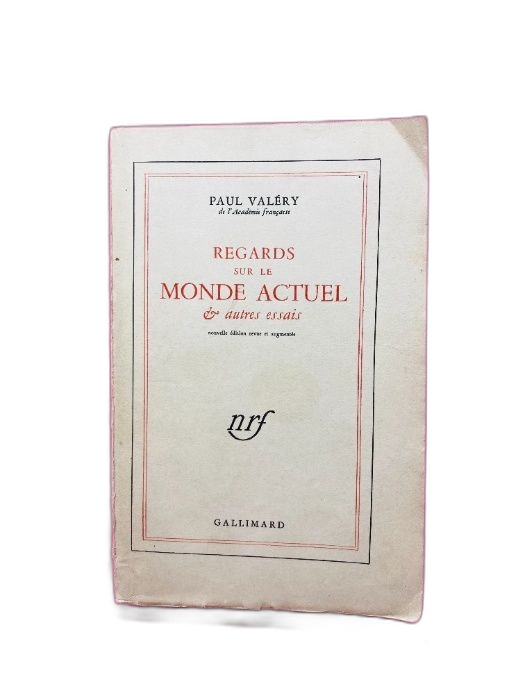 PAUL VALÉRY
de l'Académie française
REGARDS
SUR LE
MONDE ACTUEL
& autres essais
nouvelle édition revue et augmentée
nrf
GALLIMARD